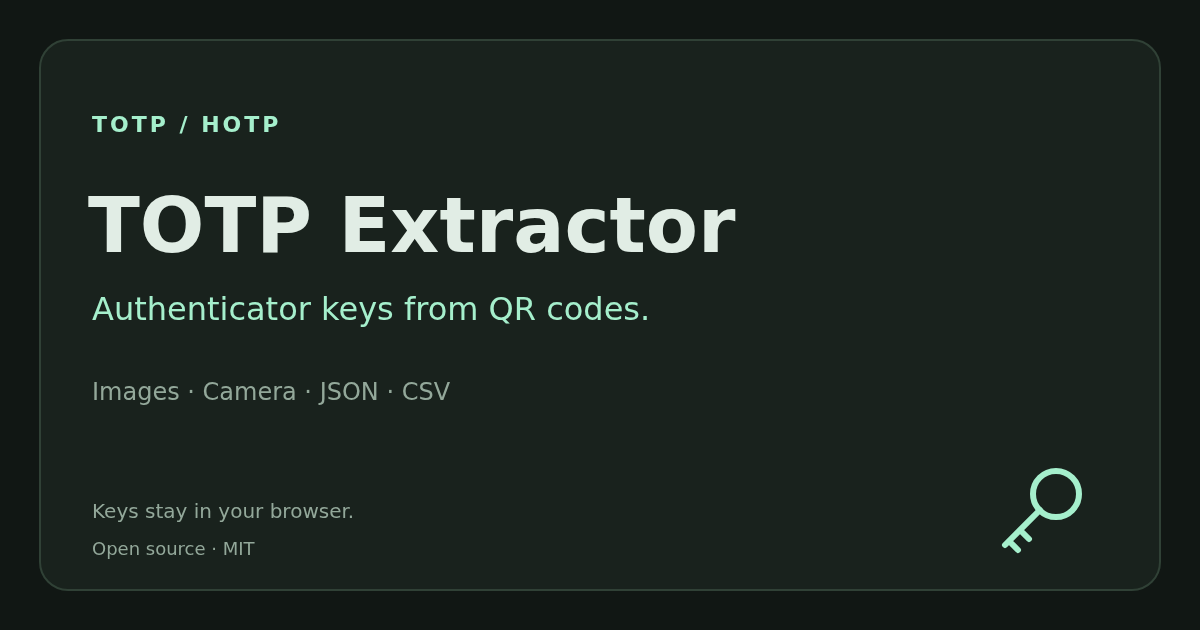 TOTP / HOTP
TOTP Extractor
Authenticator keys from QR codes.
Images · Camera · JSON · CSV
Keys stay in your browser.
Open source · MIT